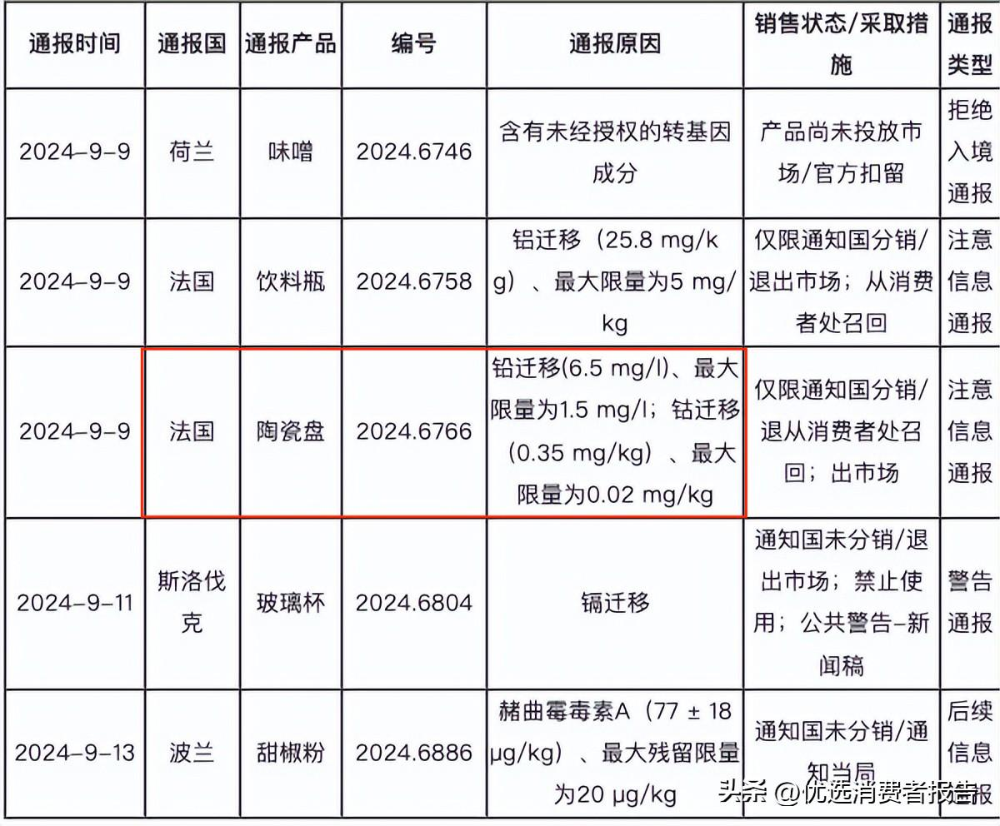 通报时间
通报国
通报产品
编号
通报原因
销售状态/采取措
施
通报
类型
2024-9-9
荷兰
味噌
2024.6746
含有未经授权的转基因
成分
产品尚未投放市
场/官方扣留
拒绝
入境
通报
2024-9-9
法国
饮料瓶
2024.6758
铝迁移（25.8 mg/k
g）、最大限量为5 mg/
kg
仅限通知国分销/
退出市场；从消费
者处召回
注意
信息
通报
2024-9-9
法国
陶瓷盘
2024.6766
铅迁移(6.5 mg/l)、最大
限量为1.5 mg/l；钴迁移
（0.35 mg/kg）、最大
限量为0.02 mg/kg
仅限通知国分销/
退从消费者处召
回；出市场
注意
信息
通报
2024-9-11
斯洛伐
克
玻璃杯
2024.6804
镉迁移
通知国未分销/退
出市场；禁止使
用；公共警告-新
闻稿
警告
通报
2024-9-13
波兰
甜椒粉
2024.6886
赭曲霉毒素A（77 ± 18
µg/kg）、最大残留限量
为20 µg/kg
通知国未分销/通
知当局
后续
信息
通报
头条 @优选消费者报告